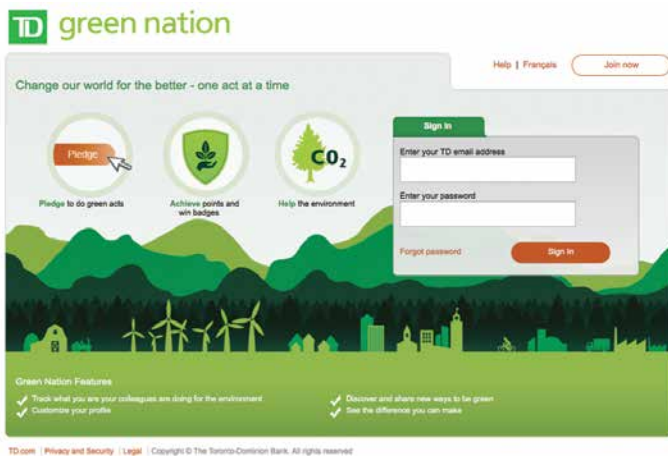 TD green nation
Help | Français
Join now
Change our world for the better - one act at a time
Pledge
CO₂
Pledge to do green acts
Achieve points and
win badges
Help the environment
Sign In
Enter your TD email address
Enter your password
Forgot password
Sign In
Green Nation Features
Track what you are your colleagues are doing for the environment
Customize your profile
Discover and share new ways to be green
See the difference you can make
TD.com | Privacy and Security | Legal | Copyright © The Toronto-Dominion Bank. All rights reserved